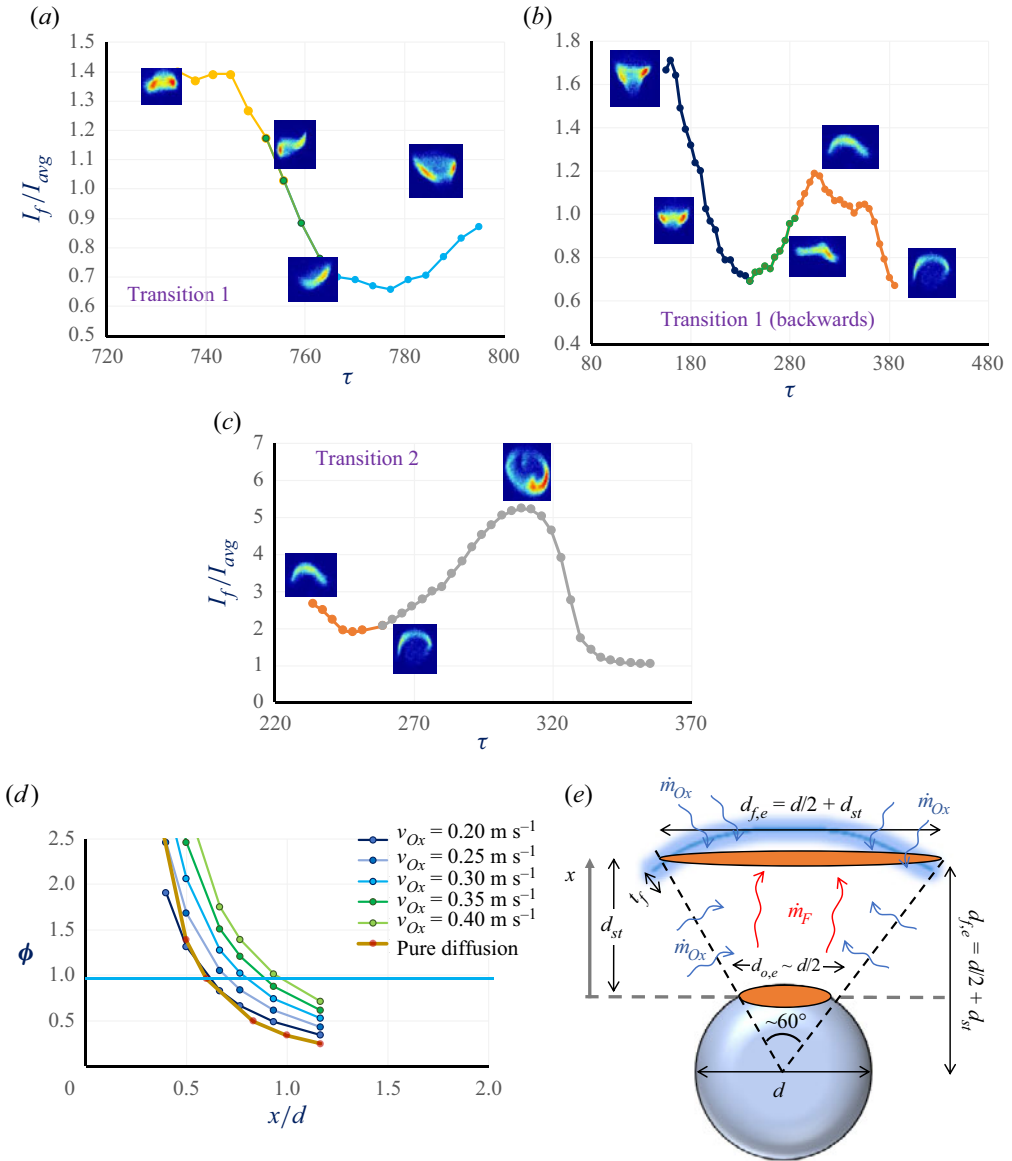 (a)
1.5
1.4
1.3
1.2
1.1
1.0
0.9
0.8
0.7
0.6
0.5
I_f/I_avg
Transition 1
720
740
760
780
800
τ
(b)
1.8
1.6
1.4
1.2
1.0
0.8
0.6
0.4
Transition 1 (backwards)
80
180
280
380
480
τ
(c)
7
6
5
4
3
2
1
0
I_f/I_avg
Transition 2
220
270
320
370
τ
(d)
2.5
2.0
1.5
1.0
0.5
ϕ
v_Ox = 0.20 m s⁻¹
v_Ox = 0.25 m s⁻¹
v_Ox = 0.30 m s⁻¹
v_Ox = 0.35 m s⁻¹
v_Ox = 0.40 m s⁻¹
Pure diffusion
0
0.5
1.0
1.5
2.0
x/d
(e)
ṁ_Ox
d_f,e = d/2 + d_st
ṁ_Ox
x
t_f
d_st
ṁ_F
ṁ_Ox
d_o,e ~ d/2
d_f,e = d/2 + d_st
~60°
d